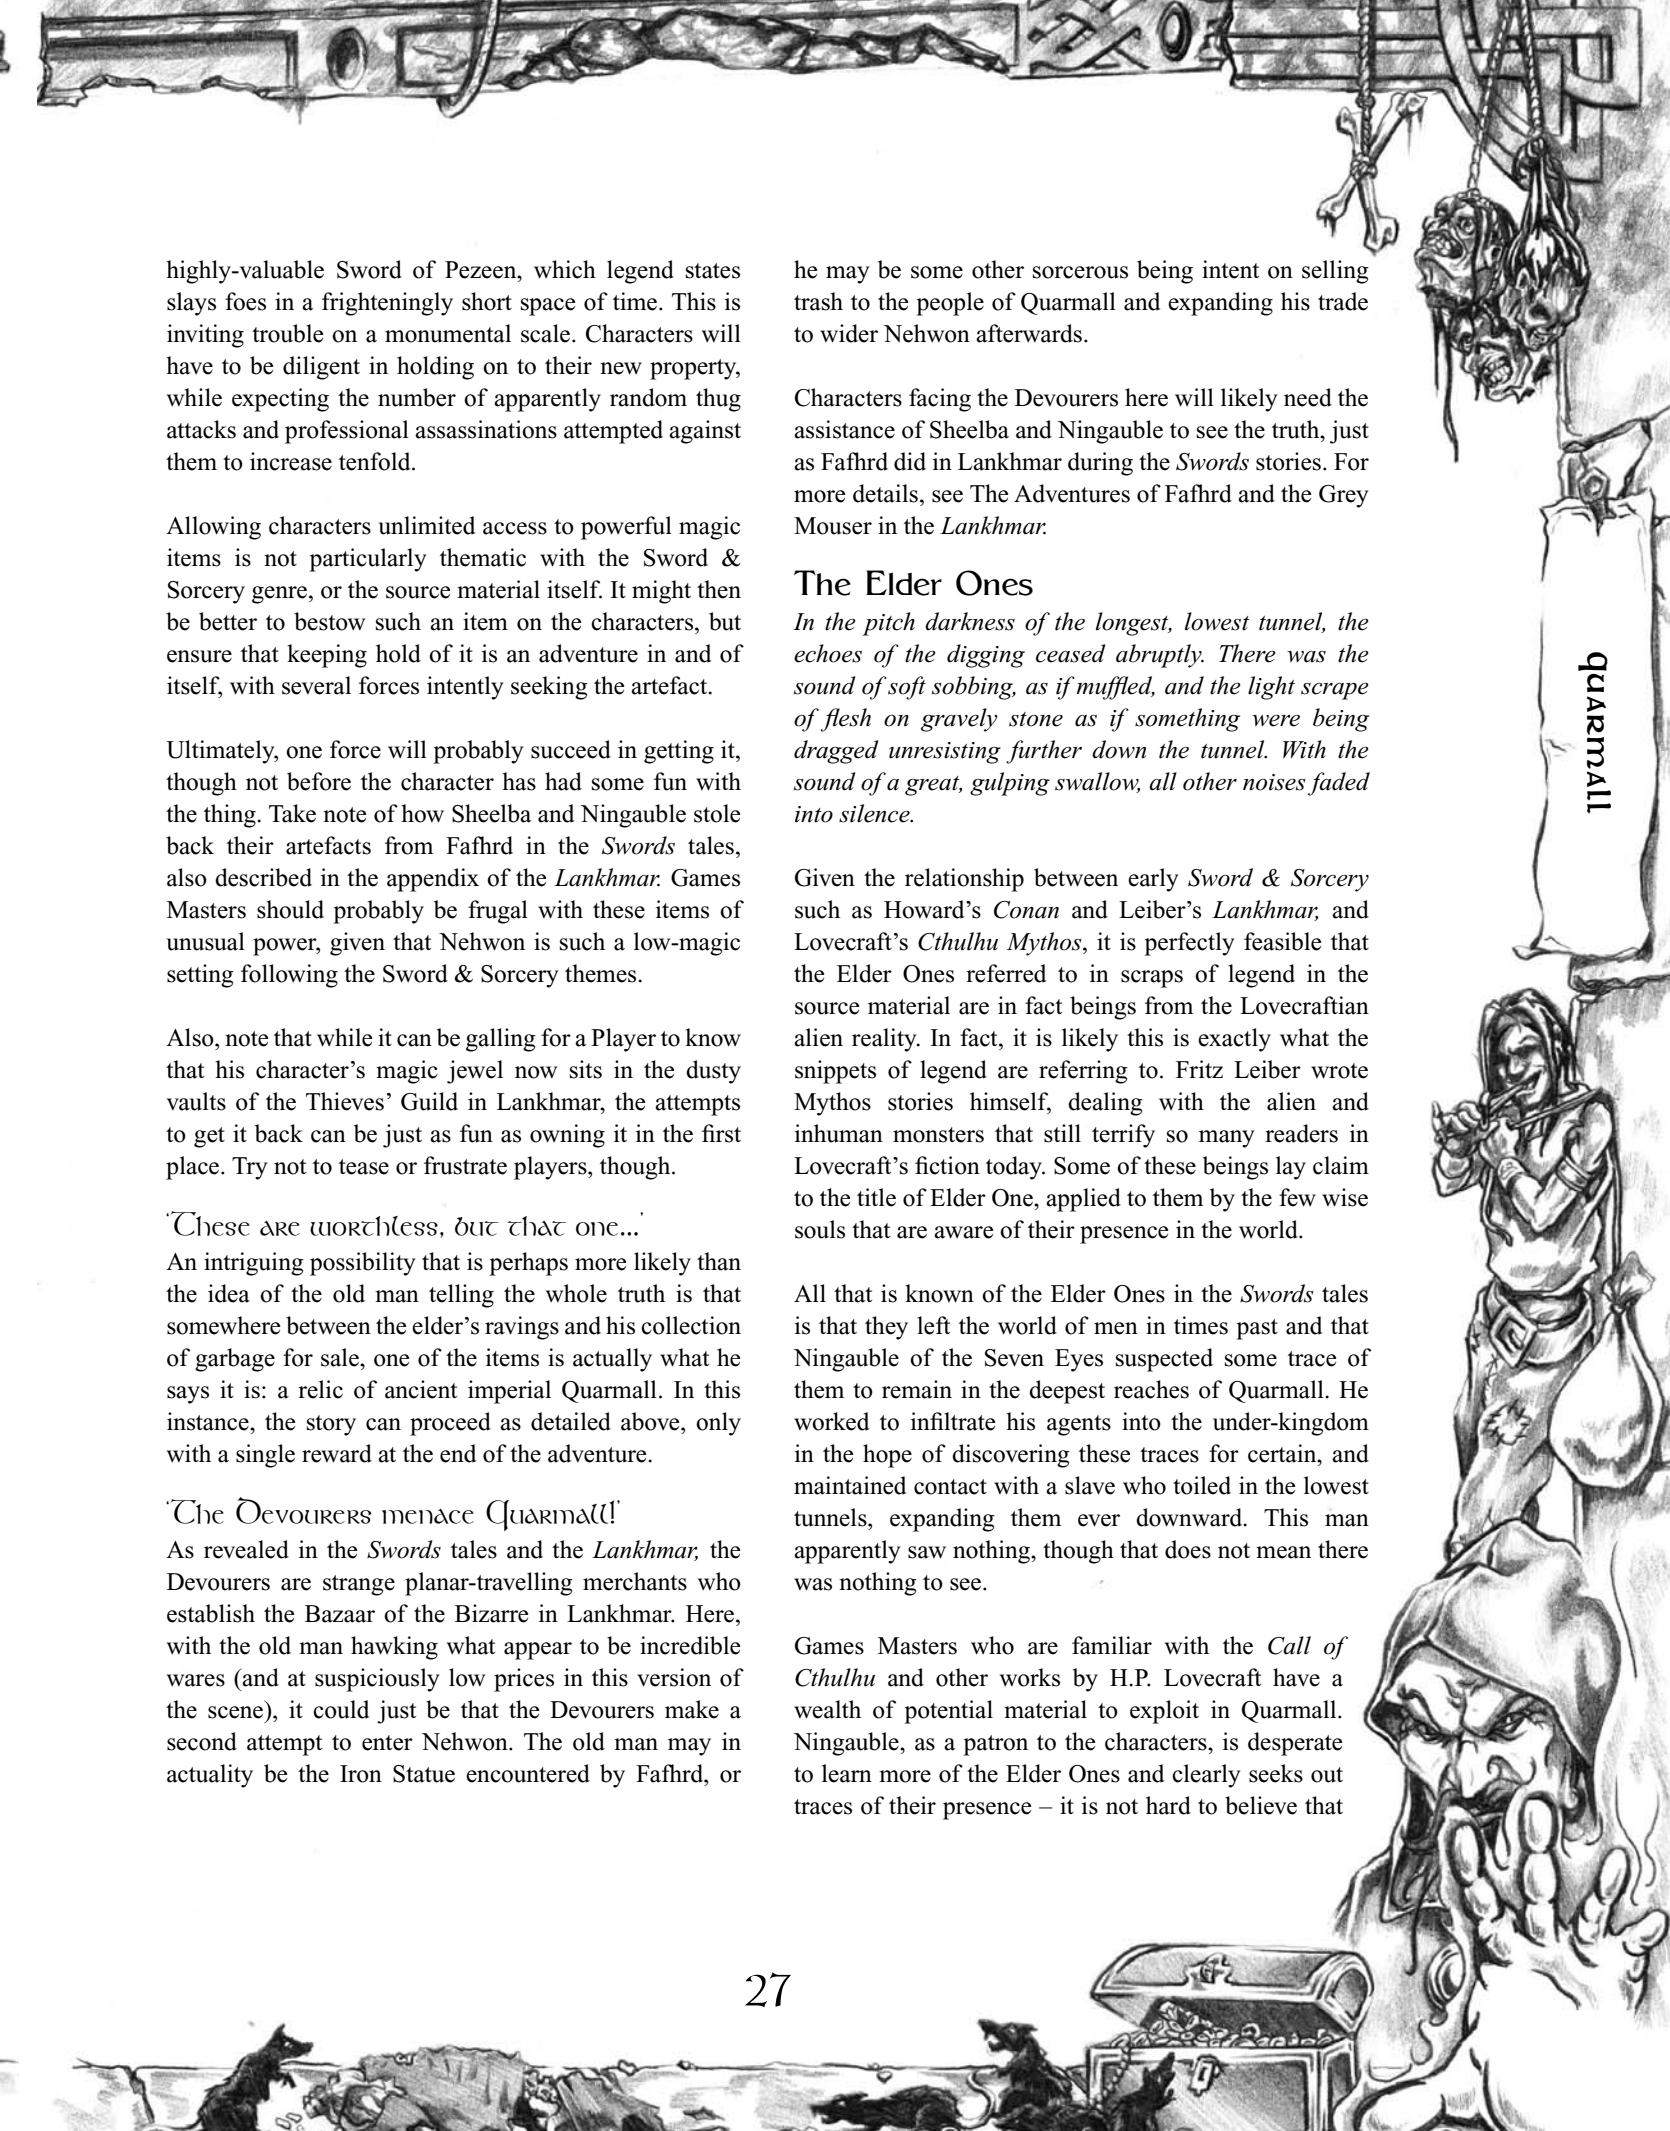 highly-valuable Sword of Pezeen, which legend states
slays foes in a frighteningly short space of time. This is
inviting trouble on a monumental scale. Characters will
have to be diligent in holding on to their new property,
while expecting the number of apparently random thug
attacks and professional assassinations attempted against
them to increase tenfold.
Allowing characters unlimited access to powerful magic
items is not particularly thematic with the Sword &
Sorcery genre, or the source material itself. It might then
be better to bestow such an item on the characters, but
ensure that keeping hold of it is an adventure in and of
itself, with several forces intently seeking the artefact.
Ultimately, one force will probably succeed in getting it,
though not before the character has had some fun with
the thing. Take note of how Sheelba and Ningauble stole
back their artefacts from Fafhrd in the Swords tales,
also described in the appendix of the Lankhmar. Games
Masters should probably be frugal with these items of
unusual power, given that Nehwon is such a low-magic
setting following the Sword & Sorcery themes.
Also, note that while it can be galling for a Player to know
that his character's magic jewel now sits in the dusty
vaults of the Thieves' Guild in Lankhmar, the attempts
to get it back can be just as fun as owning it in the first
place. Try not to tease or frustrate players, though.
'These are worthless, but that one...'
An intriguing possibility that is perhaps more likely than
the idea of the old man telling the whole truth is that
somewhere between the elder's ravings and his collection
of garbage for sale, one of the items is actually what he
says it is: a relic of ancient imperial Quarmall. In this
instance, the story can proceed as detailed above, only
with a single reward at the end of the adventure.
'The Devourers menace Quarmall!'
As revealed in the Swords tales and the Lankhmar, the
Devourers are strange planar-travelling merchants who
establish the Bazaar of the Bizarre in Lankhmar. Here,
with the old man hawking what appear to be incredible
wares (and at suspiciously low prices in this version of
the scene), it could just be that the Devourers make a
second attempt to enter Nehwon. The old man may in
actuality be the Iron Statue encountered by Fafhrd, or
he may be some other sorcerous being intent on selling
trash to the people of Quarmall and expanding his trade
to wider Nehwon afterwards.
Characters facing the Devourers here will likely need the
assistance of Sheelba and Ningauble to see the truth, just
as Fafhrd did in Lankhmar during the Swords stories. For
more details, see The Adventures of Fafhrd and the Grey
Mouser in the Lankhmar.
The Elder Ones
In the pitch darkness of the longest, lowest tunnel, the
echoes of the digging ceased abruptly. There was the
sound of soft sobbing, as if muffled, and the light scrape
of flesh on gravely stone as if something were being
dragged unresisting further down the tunnel. With the
sound of a great, gulping swallow, all other noises faded
into silence.
Given the relationship between early Sword & Sorcery
such as Howard's Conan and Leiber's Lankhmar, and
Lovecraft's Cthulhu Mythos, it is perfectly feasible that
the Elder Ones referred to in scraps of legend in the
source material are in fact beings from the Lovecraftian
alien reality. In fact, it is likely this is exactly what the
snippets of legend are referring to. Fritz Leiber wrote
Mythos stories himself, dealing with the alien and
inhuman monsters that still terrify so many readers in
Lovecraft's fiction today. Some of these beings lay claim
to the title of Elder One, applied to them by the few wise
souls that are aware of their presence in the world.
All that is known of the Elder Ones in the Swords tales
is that they left the world of men in times past and that
Ningauble of the Seven Eyes suspected some trace of
them to remain in the deepest reaches of Quarmall. He
worked to infiltrate his agents into the under-kingdom
in the hope of discovering these traces for certain, and
maintained contact with a slave who toiled in the lowest
tunnels, expanding them ever downward. This man
apparently saw nothing, though that does not mean there
was nothing to see.
Games Masters who are familiar with the Call of
Cthulhu and other works by H.P. Lovecraft have a
wealth of potential material to exploit in Quarmall.
Ningauble, as a patron to the characters, is desperate
to learn more of the Elder Ones and clearly seeks out
traces of their presence – it is not hard to believe that
Quarmall
27